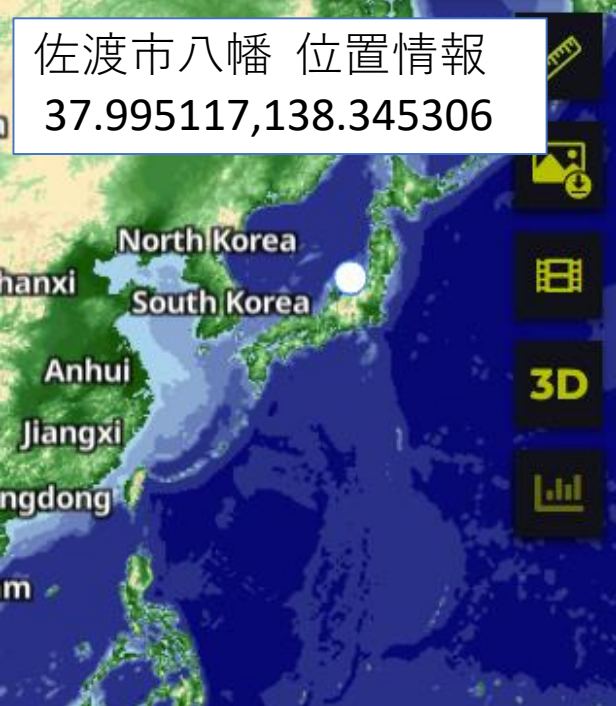 佐渡市八幡 位置情報
37.995117,138.345306
North Korea
hanxi
South Korea
Anhui
3D
Jiangxi
ngdong
m